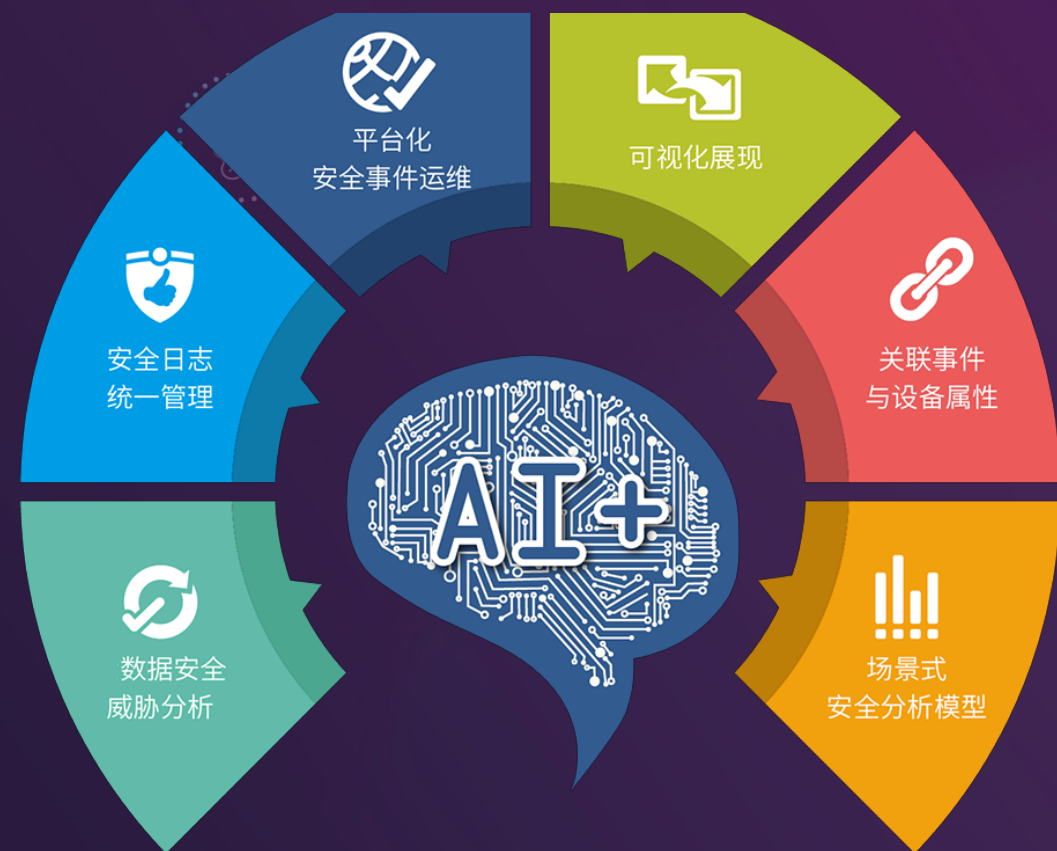 平台化
安全事件运维
可视化展现
安全日志
统一管理
关联事件
与设备属性
AI+
数据安全
威胁分析
场景式
安全分析模型